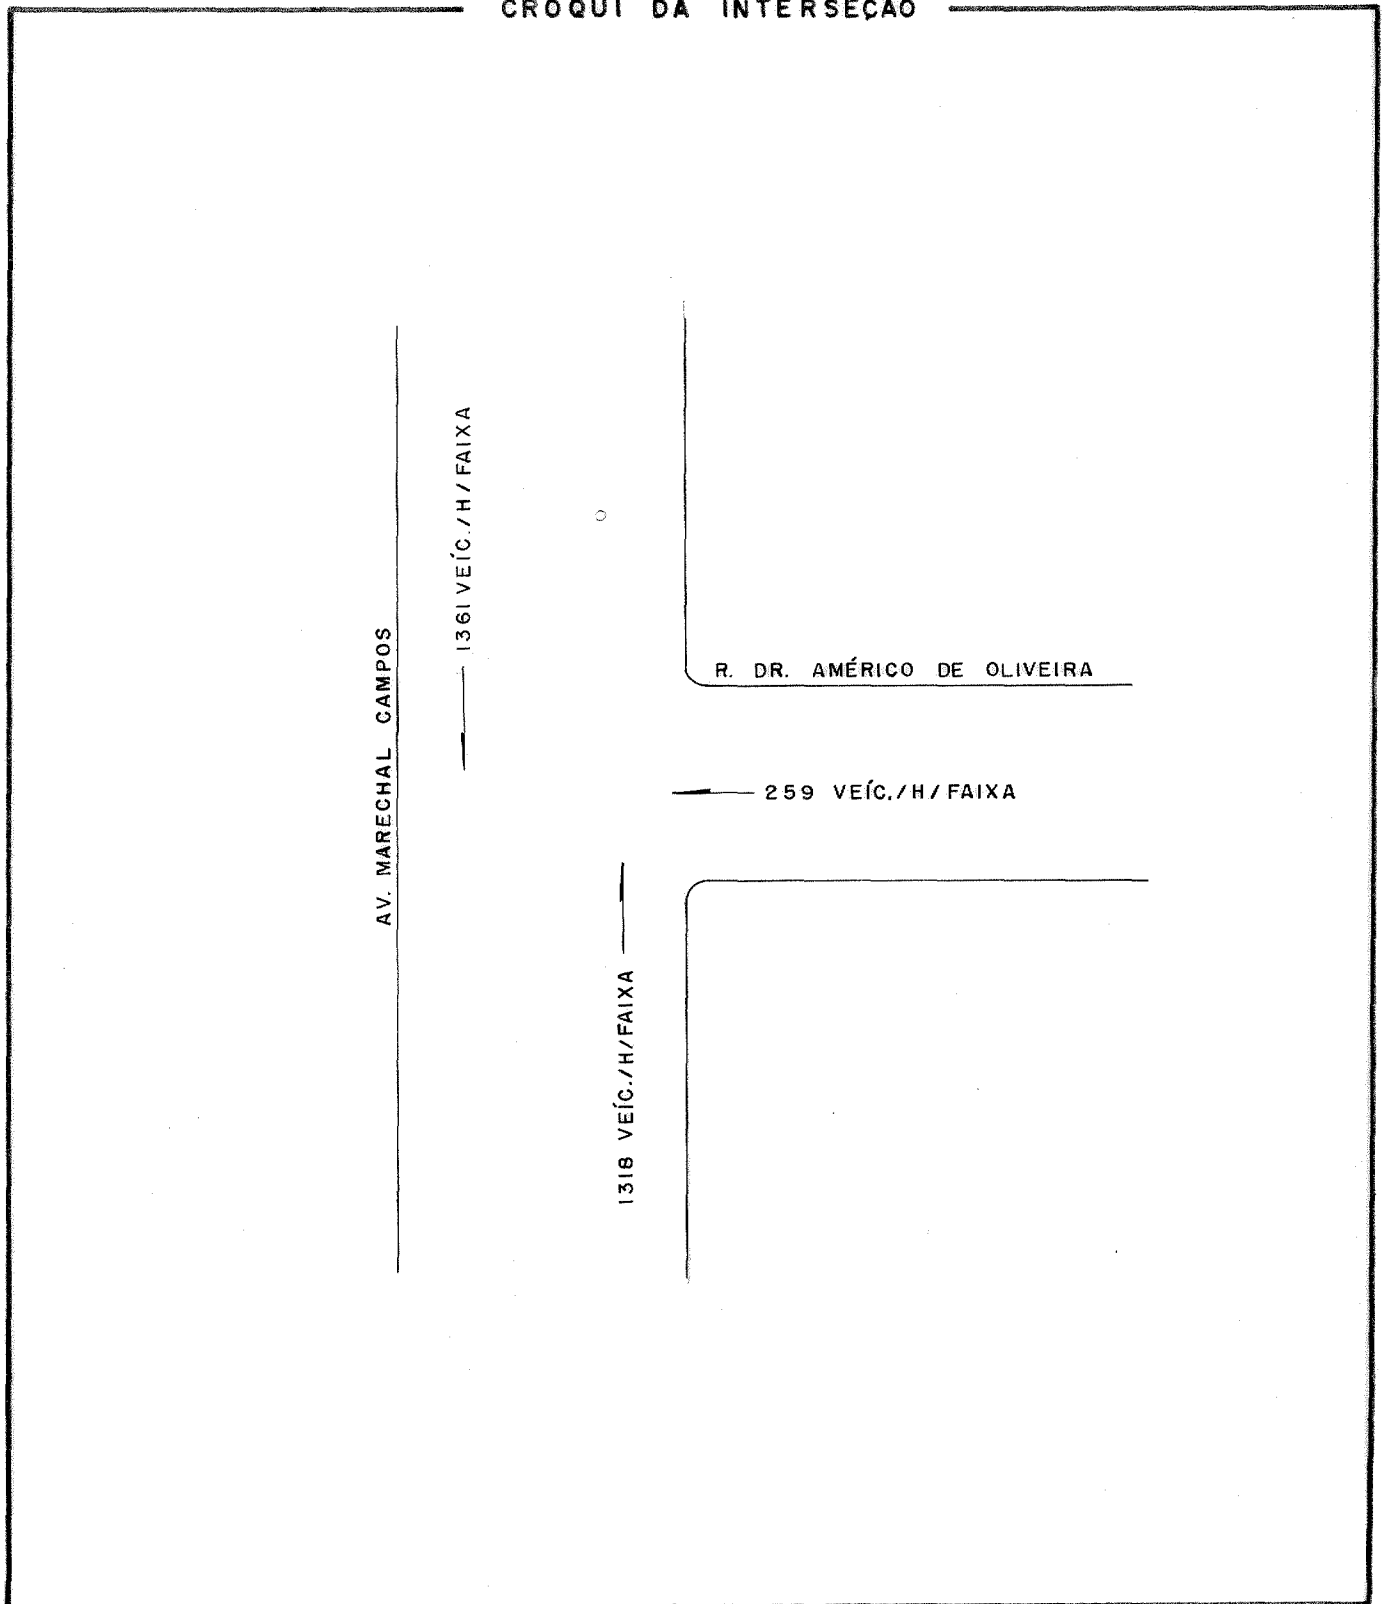 CROQUI DA INTERSEÇÃO
1361 VEÍC./H/FAIXA
AV. MARECHAL CAMPOS
R. DR. AMÉRICO DE OLIVEIRA
259 VEÍC./H/FAIXA
1318 VEÍC./H/FAIXA